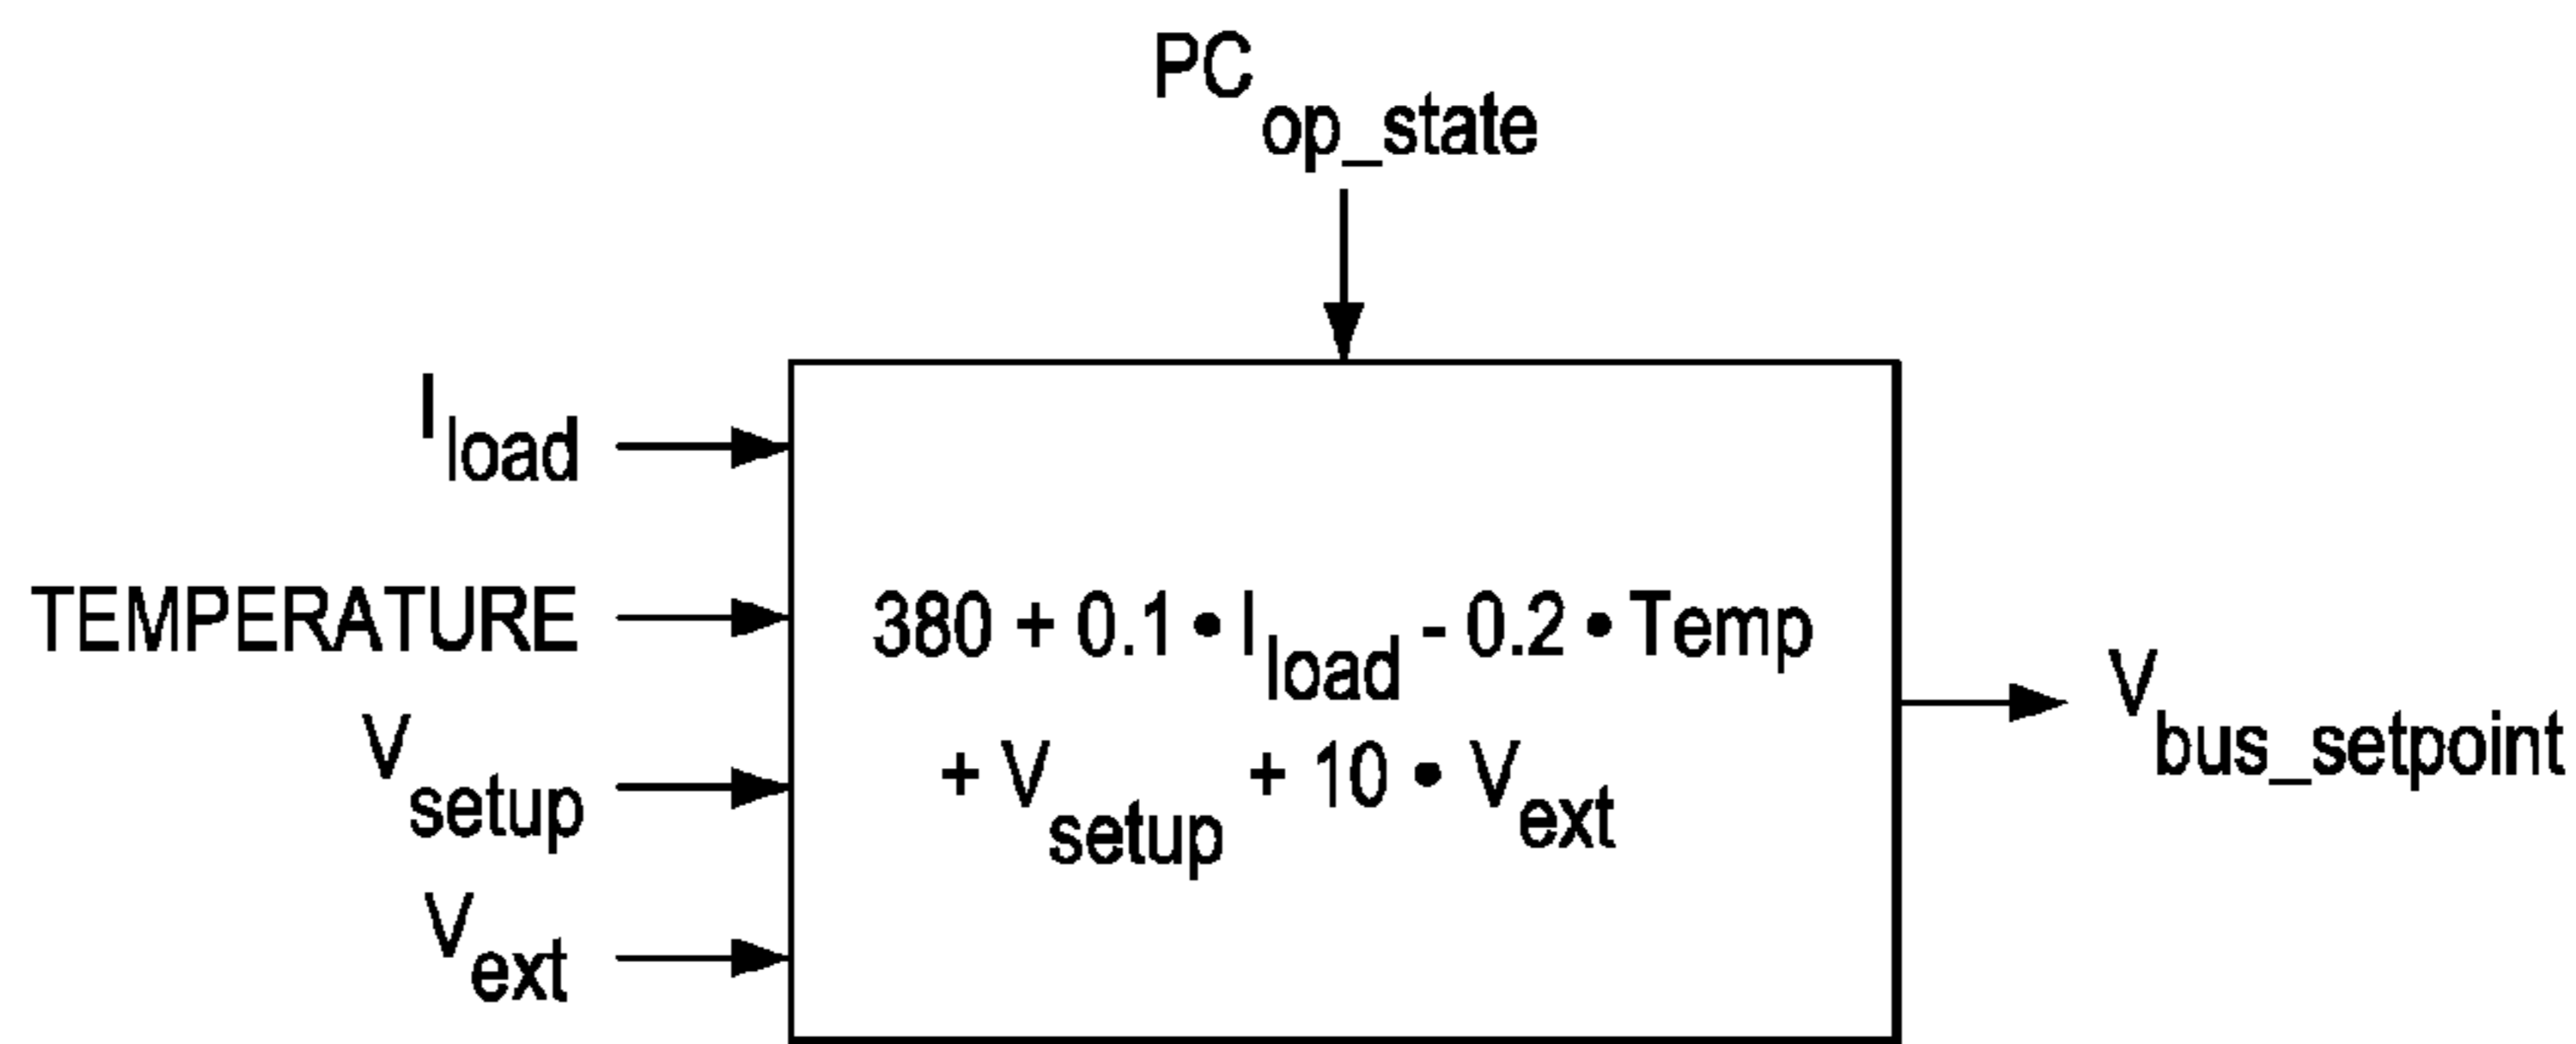 PC op_state
I load
TEMPERATURE
V setup
V ext
380 + 0.1 • I load - 0.2 • Temp
+ V setup + 10 • V ext
V bus_setpoint